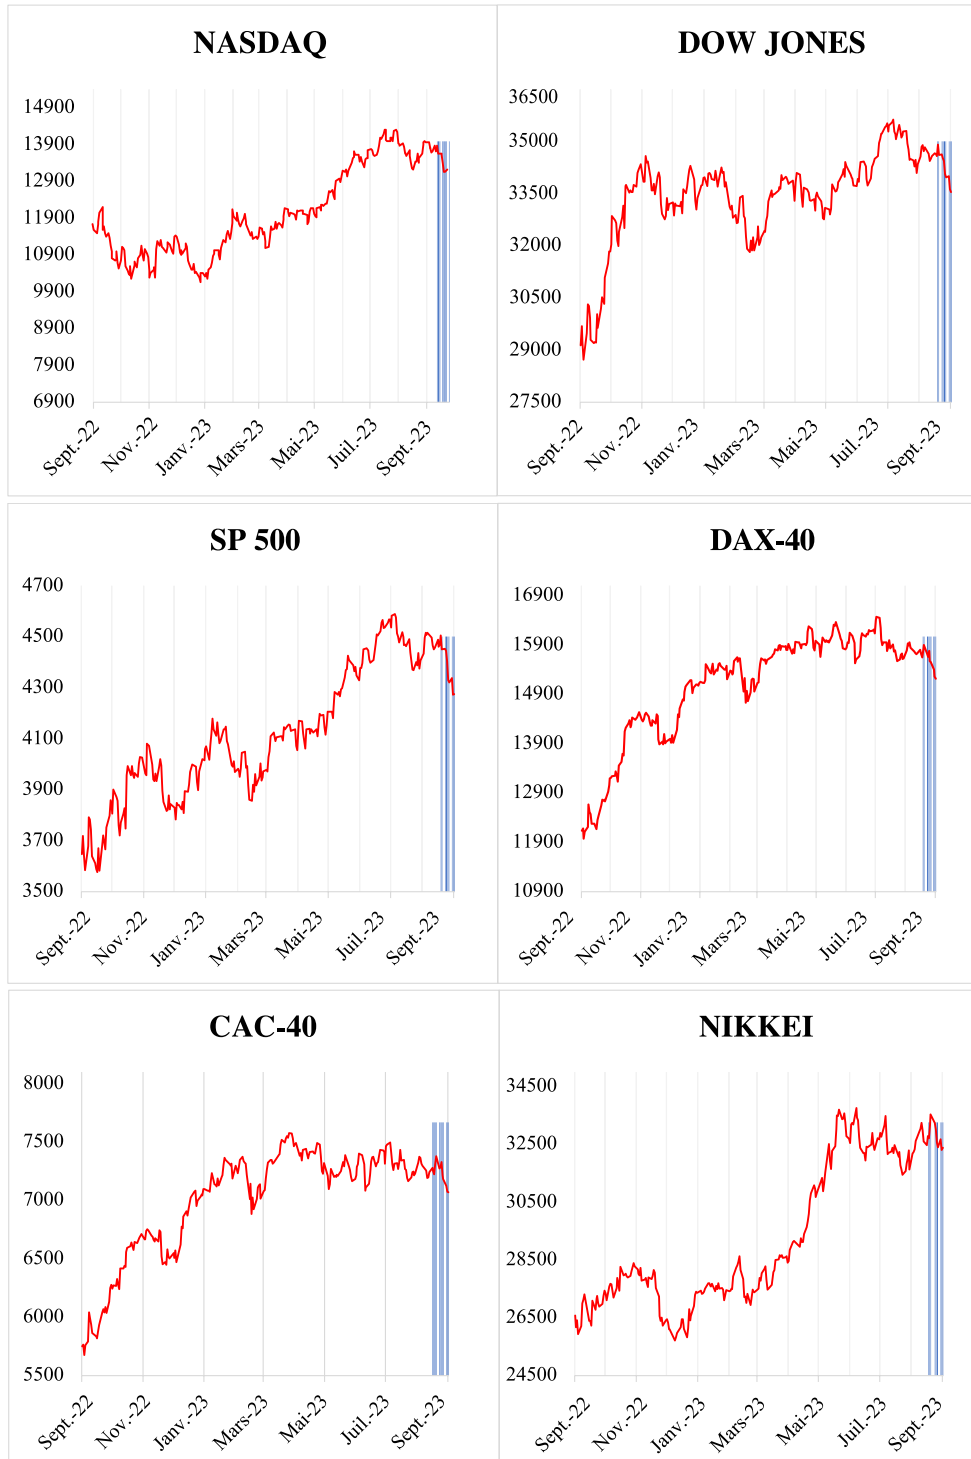 NASDAQ
14900
13900
12900
11900
10900
9900
8900
7900
6900
Sept.-22
Nov.-22
Janv.-23
Mars-23
Mai-23
Juil.-23
Sept.-23
DOW JONES
36500
35000
33500
32000
30500
29000
27500
Sept.-22
Nov.-22
Janv.-23
Mars-23
Mai-23
Juil.-23
Sept.-23
SP 500
4700
4500
4300
4100
3900
3700
3500
Sept.-22
Nov.-22
Janv.-23
Mars-23
Mai-23
Juil.-23
Sept.-23
DAX-40
16900
15900
14900
13900
12900
11900
10900
Sept.-22
Nov.-22
Janv.-23
Mars-23
Mai-23
Juil.-23
Sept.-23
CAC-40
8000
7500
7000
6500
6000
5500
Sept.-22
Nov.-22
Janv.-23
Mars-23
Mai-23
Juil.-23
Sept.-23
NIKKEI
34500
32500
30500
28500
26500
24500
Sept.-22
Nov.-22
Janv.-23
Mars-23
Mai-23
Juil.-23
Sept.-23